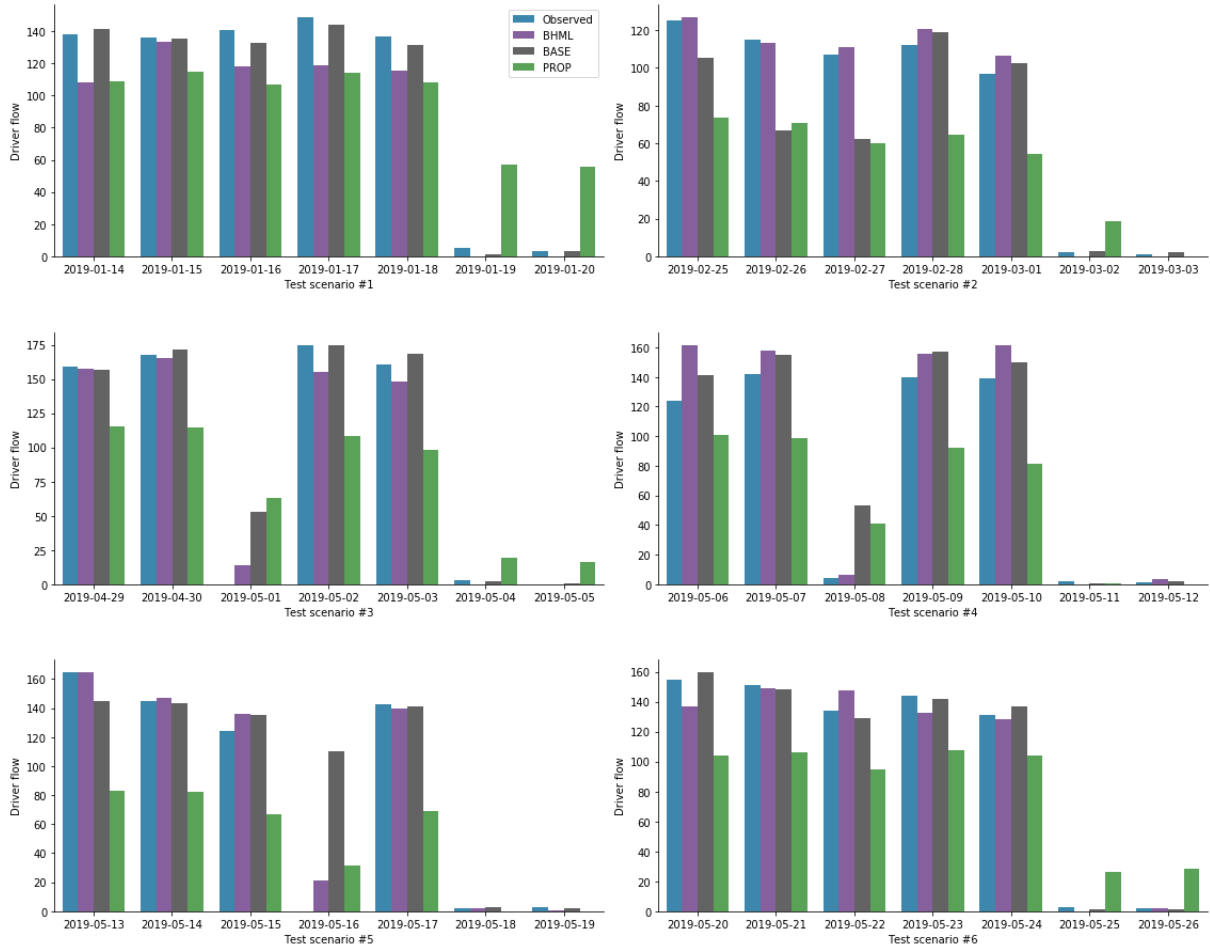 Driver flow
140
120
100
80
60
40
20
0
Observed
BHML
BASE
PROP
2019-01-14 2019-01-15 2019-01-16 2019-01-17 2019-01-18 2019-01-19 2019-01-20
Test scenario #1
Driver flow
120
100
80
60
40
20
0
2019-02-25 2019-02-26 2019-02-27 2019-02-28 2019-03-01 2019-03-02 2019-03-03
Test scenario #2
Driver flow
175
150
125
100
75
50
25
0
2019-04-29 2019-04-30 2019-05-01 2019-05-02 2019-05-03 2019-05-04 2019-05-05
Test scenario #3
Driver flow
160
140
120
100
80
60
40
20
0
2019-05-06 2019-05-07 2019-05-08 2019-05-09 2019-05-10 2019-05-11 2019-05-12
Test scenario #4
Driver flow
160
140
120
100
80
60
40
20
0
2019-05-13 2019-05-14 2019-05-15 2019-05-16 2019-05-17 2019-05-18 2019-05-19
Test scenario #5
Driver flow
160
140
120
100
80
60
40
20
0
2019-05-20 2019-05-21 2019-05-22 2019-05-23 2019-05-24 2019-05-25 2019-05-26
Test scenario #6